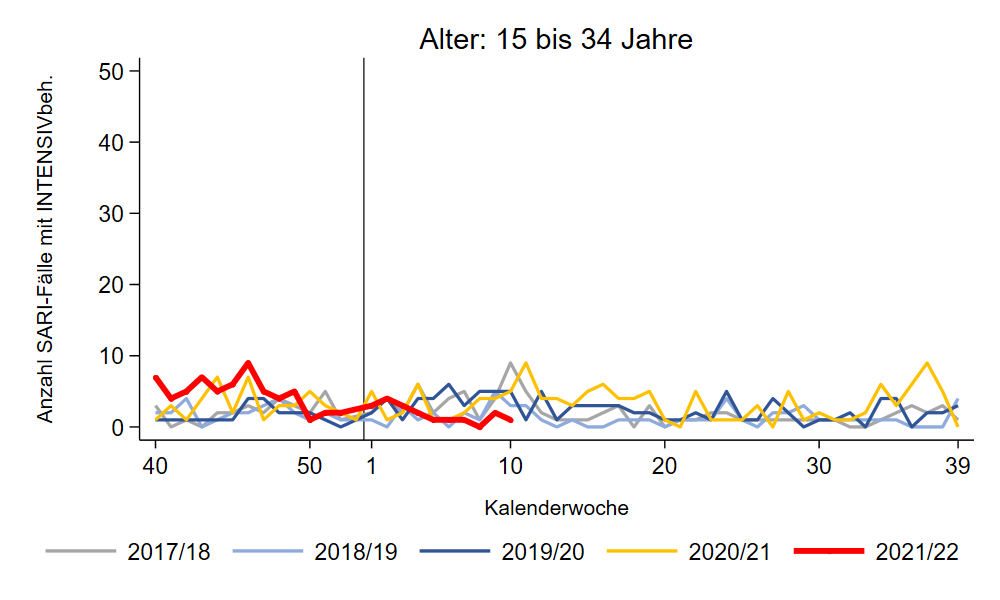 Alter: 15 bis 34 Jahre
Anzahl SARI-Fälle mit INTENSIVbeh.
50
40
30
20
10
0
40 50 1 10 20 30 39
Kalenderwoche
2017/18 2018/19 2019/20 2020/21 2021/22